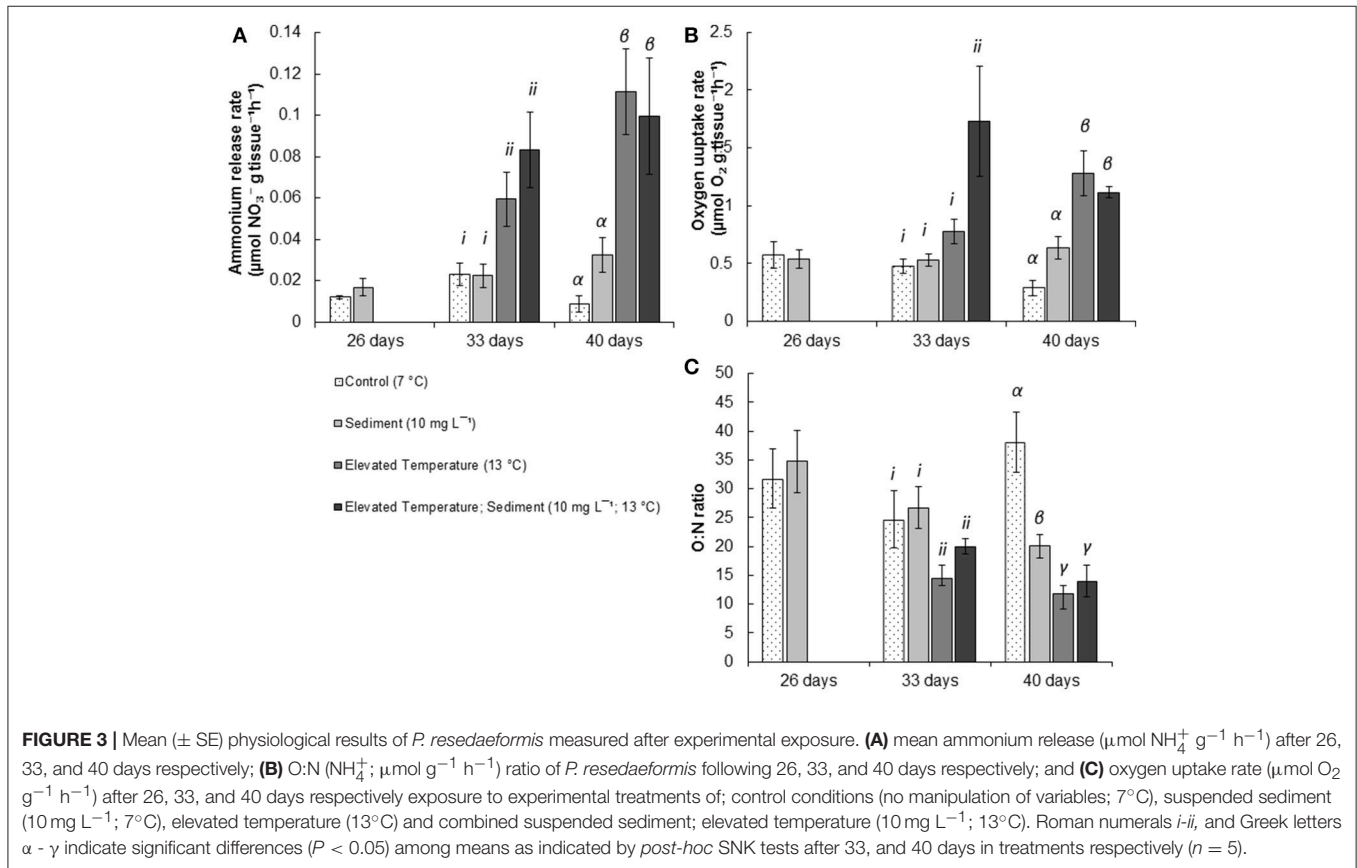 A
Ammonium release rate
(µmol NO₃⁻ g tissue⁻¹h⁻¹)
0.14
0.12
0.1
0.08
0.06
0.04
0.02
0
i
i
ii
ii
α
α
β
β
26 days
33 days
40 days
B
Oxygen uuptake rate
(µmol O₂ g tissue⁻¹h⁻¹)
2.5
2
1.5
1
0.5
0
i
i
i
ii
α
α
β
β
26 days
33 days
40 days
Control (7 °C)
Sediment (10 mg L⁻¹)
Elevated Temperature (13 °C)
Elevated Temperature; Sediment (10 mg L⁻¹; 13 °C)
C
O:N ratio
50
45
40
35
30
25
20
15
10
5
0
i
i
ii
ii
α
β
γ
γ
26 days
33 days
40 days
FIGURE 3 | Mean (± SE) physiological results of P. resedaeformis measured after experimental exposure. (A) mean ammonium release (µmol NH₄⁺ g⁻¹ h⁻¹) after 26,
33, and 40 days respectively; (B) O:N (NH₄⁺; µmol g⁻¹ h⁻¹) ratio of P. resedaeformis following 26, 33, and 40 days respectively; and (C) oxygen uptake rate (µmol O₂
g⁻¹ h⁻¹) after 26, 33, and 40 days respectively exposure to experimental treatments of; control conditions (no manipulation of variables; 7°C), suspended sediment
(10 mg L⁻¹; 7°C), elevated temperature (13°C) and combined suspended sediment; elevated temperature (10 mg L⁻¹; 13°C). Roman numerals i-ii, and Greek letters
α - γ indicate significant differences (P < 0.05) among means as indicated by post-hoc SNK tests after 33, and 40 days in treatments respectively (n = 5).